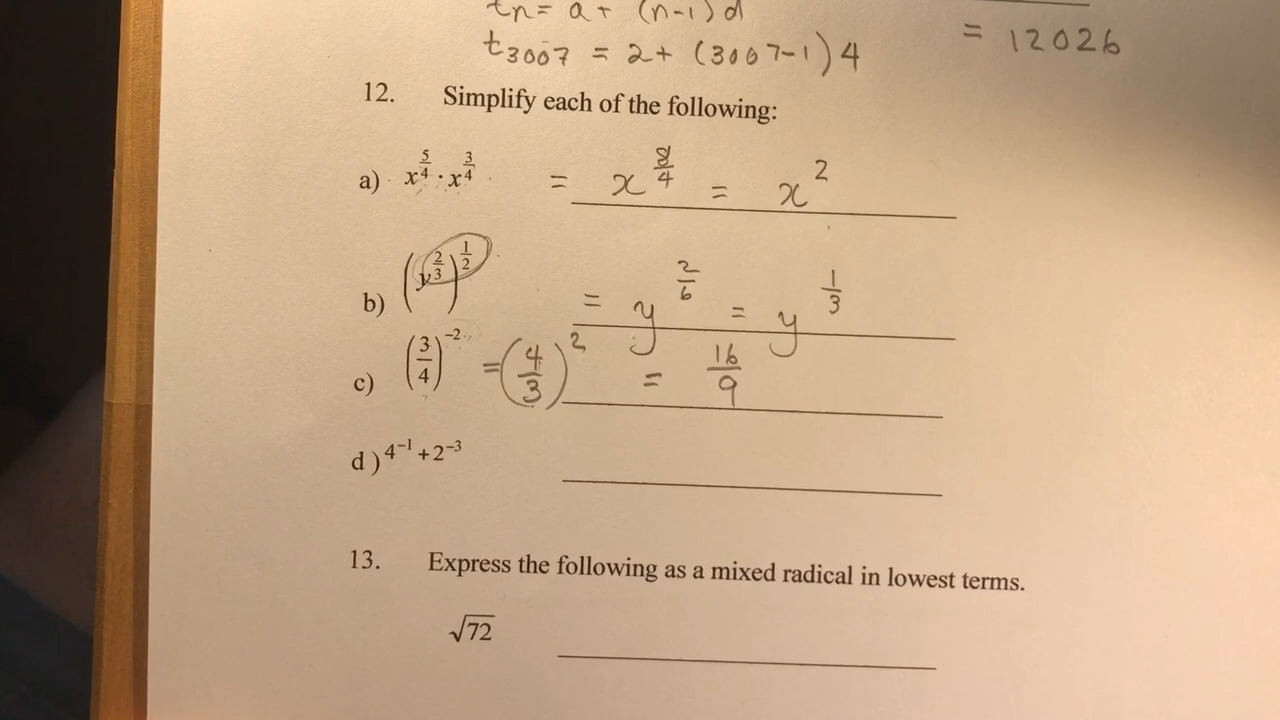 tn = a + (n-1) d
t3007 = 2 + (3007-1) 4 = 12026
12. Simplify each of the following:
a) x^(5/4) · x^(3/4) = x^(8/4) = x^2
b) (y^(2/3))^(1/2) = y^(2/6) = y^(1/3)
c) (3/4)^-2 = (4/3)^2 = 16/9
d) 4^-1 + 2^-3
13. Express the following as a mixed radical in lowest terms.
√72